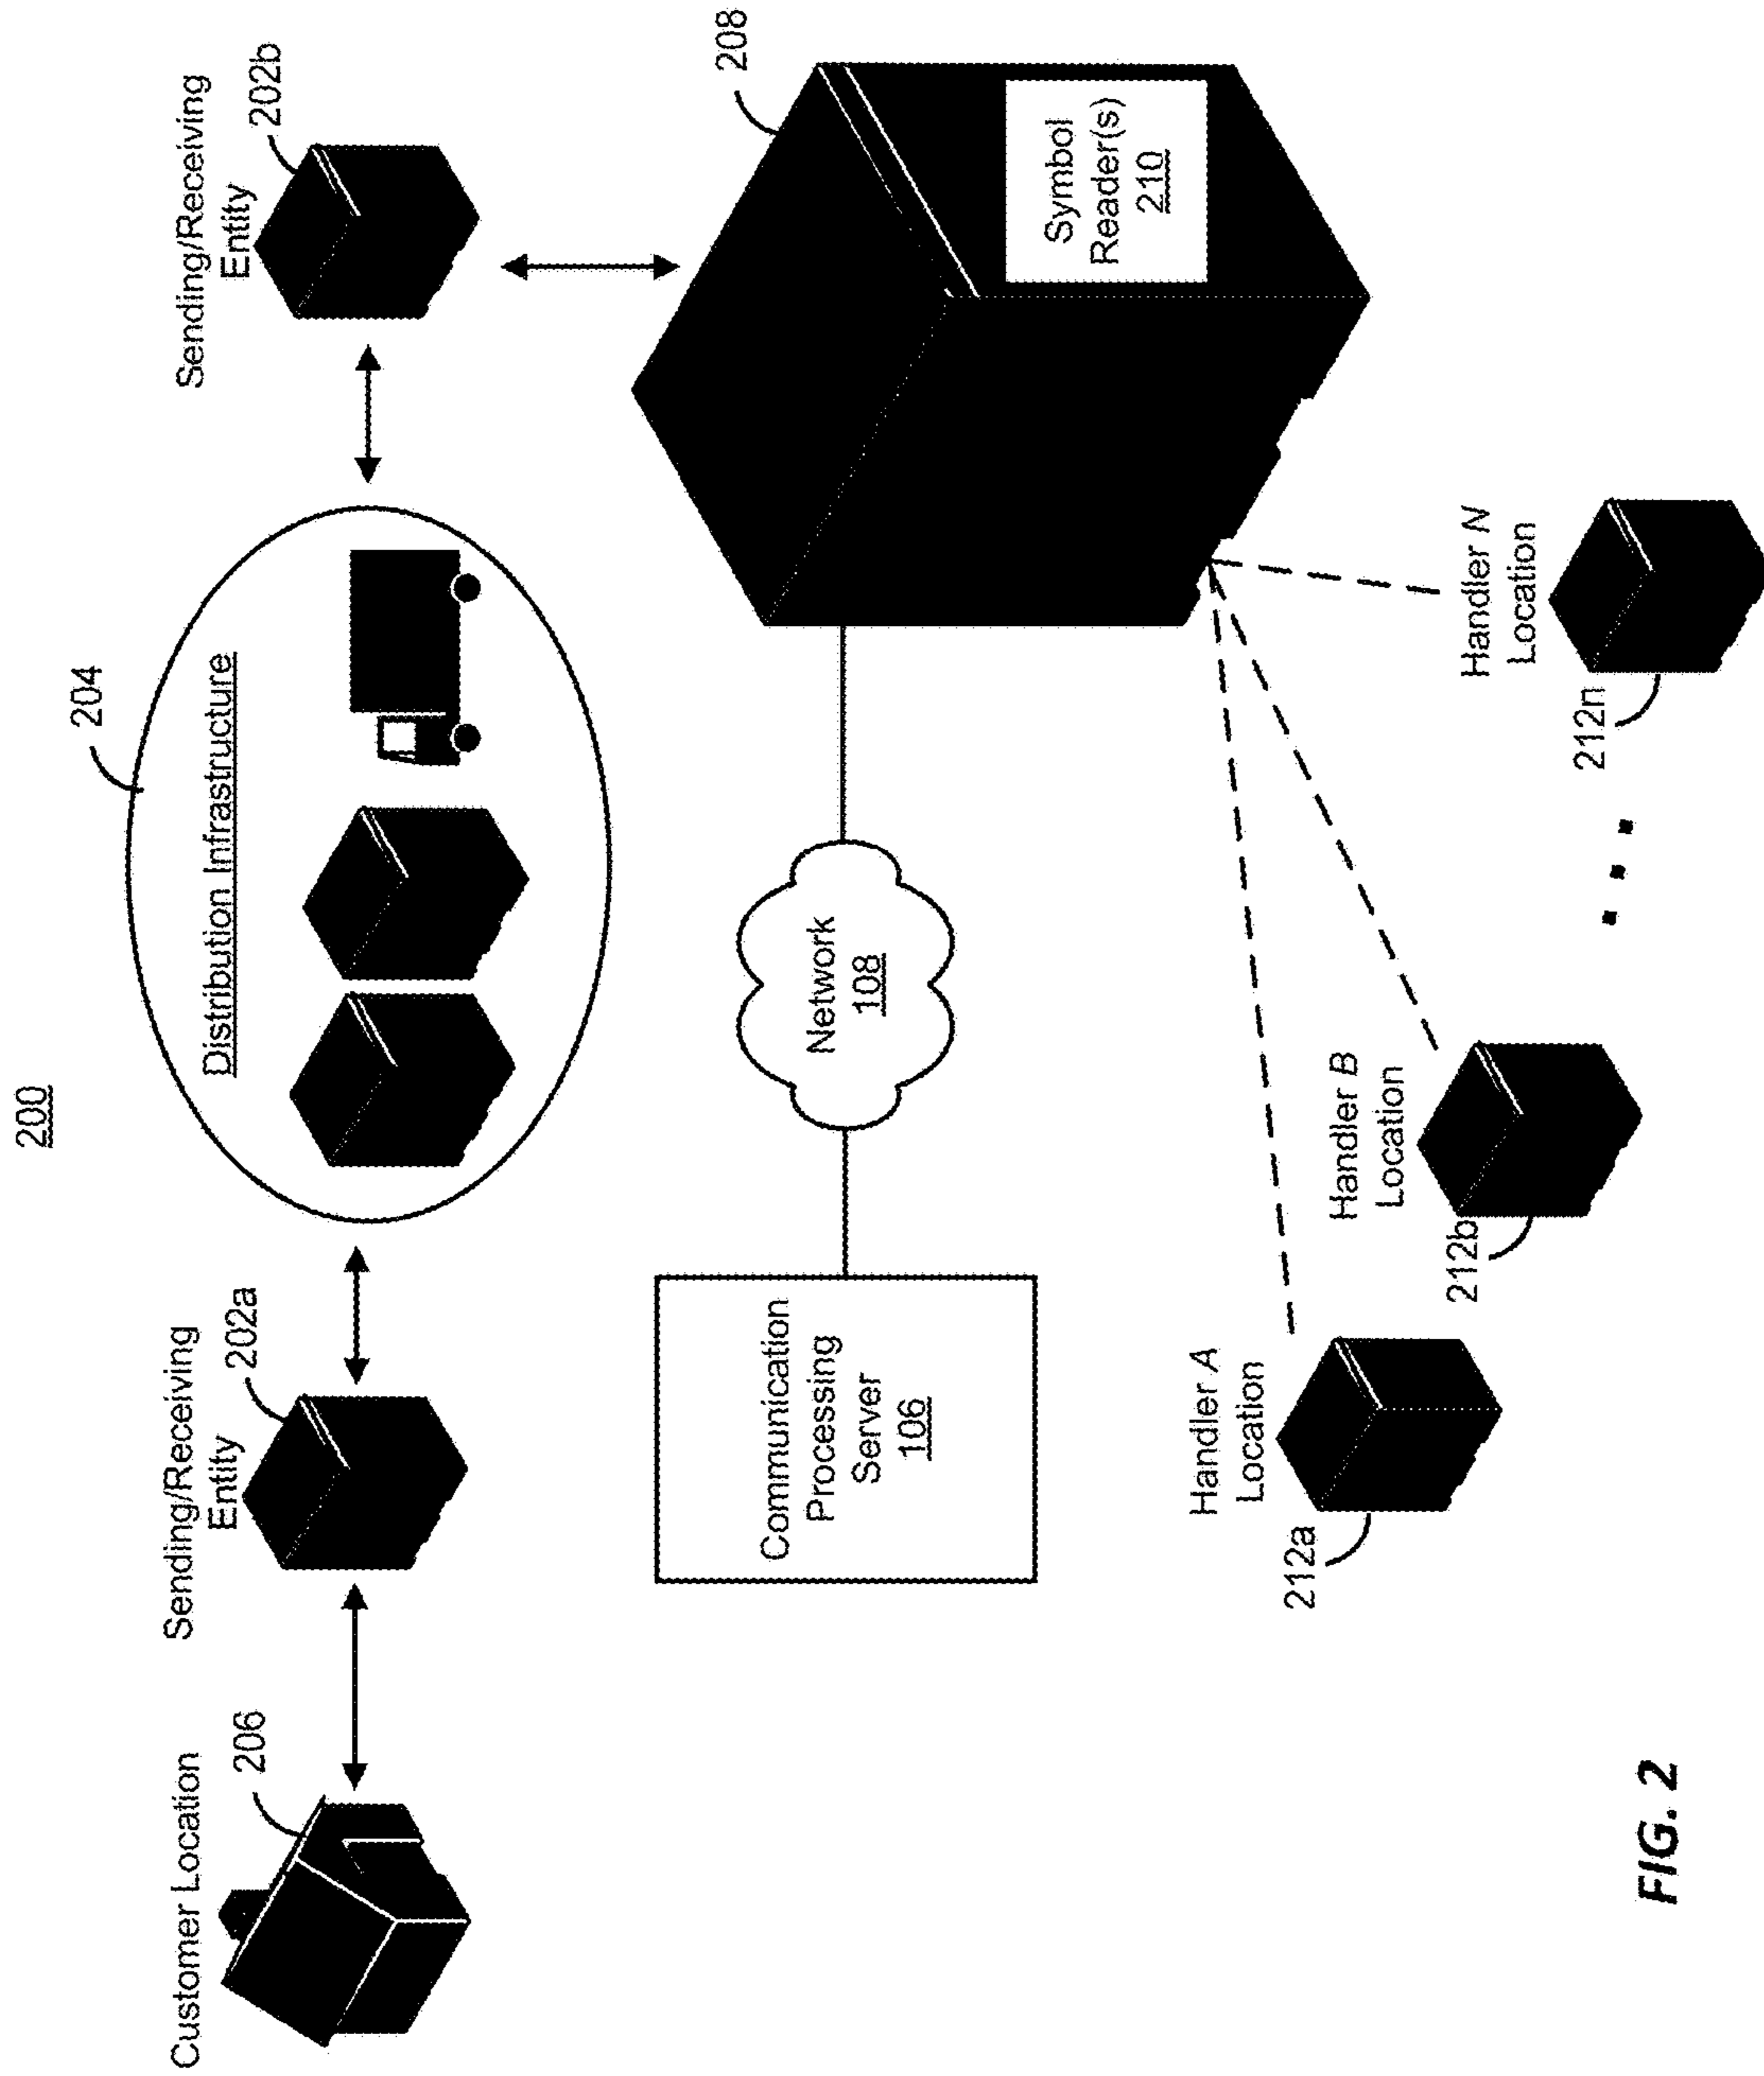 200
204
Customer Location
206
Sending/Receiving
Entity
202a
Distribution Infrastructure
Sending/Receiving
Entity
202b
208
Communication
Processing
Server
106
Network
108
Symbol
Reader(s)
210
Handler A
Location
212a
Handler B
Location
212b
Handler N
Location
212n
FIG. 2